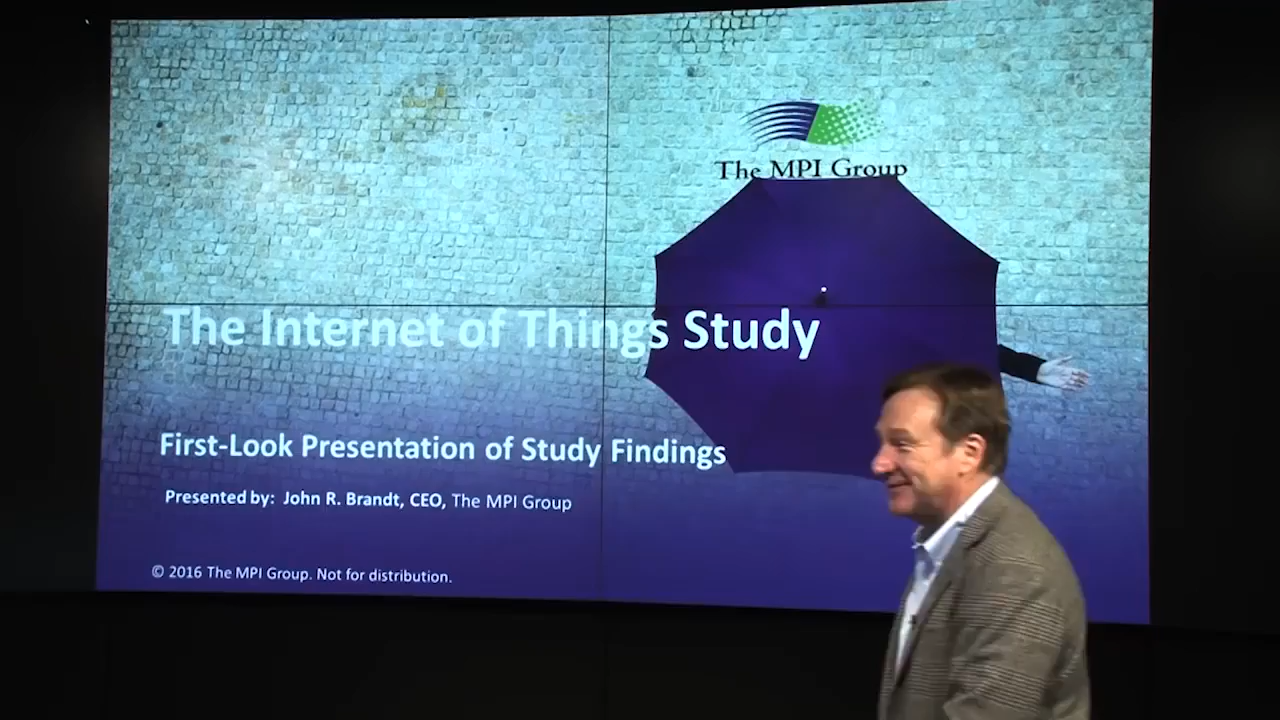 The MPI Group
The Internet of Things Study
First-Look Presentation of Study Findings
Presented by: John R. Brandt, CEO, The MPI Group
© 2016 The MPI Group. Not for distribution.